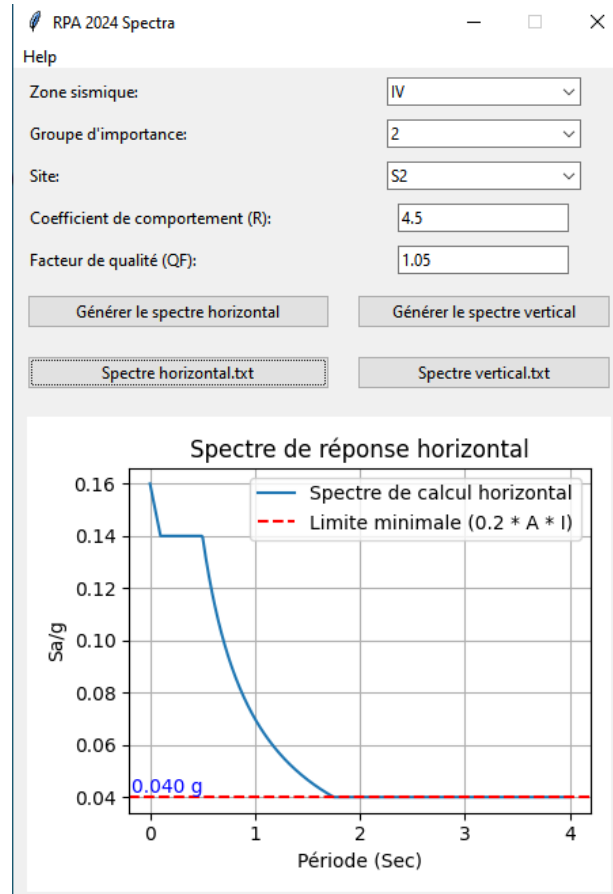 RPA 2024 Spectra
Help
Zone sismique: IV
Groupe d'importance: 2
Site: S2
Coefficient de comportement (R): 4.5
Facteur de qualité (QF): 1.05
Générer le spectre horizontal Générer le spectre vertical
Spectre horizontal.txt Spectre vertical.txt
Spectre de réponse horizontal
Spectre de calcul horizontal
Limite minimale (0.2 * A * I)
Sa/g
0.16
0.14
0.12
0.10
0.08
0.06
0.04
0.040 g
0 1 2 3 4
Période (Sec)